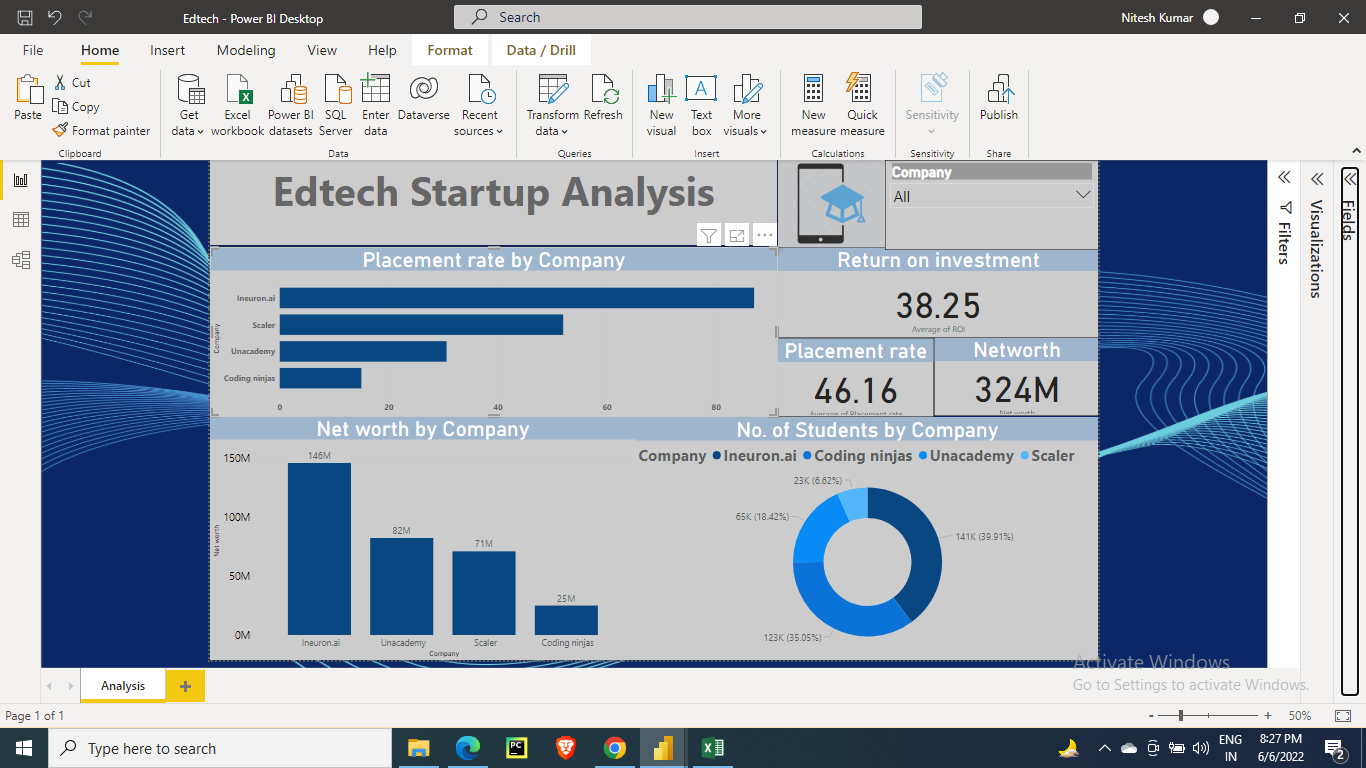 Edtech - Power BI Desktop
Search
Nitesh Kumar
File Home Insert Modeling View Help Format Data / Drill
Paste
Cut
Copy
Format painter
Get data
Excel workbook
Power BI datasets
SQL Server
Enter data
Dataverse
Recent sources
Transform data
Refresh
New visual
Text box
More visuals
New measure
Quick measure
Sensitivity
Publish
Clipboard Data Queries Insert Calculations Sensitivity Share
Edtech Startup Analysis
Company
All
Filters
Visualizations
Fields
Placement rate by Company
Company
Ineuron.ai
Scaler
Unacademy
Coding ninjas
0 20 40 60 80
Return on investment
38.25
Average of ROI
Placement rate
46.16
Average of Placement rate
Networth
324M
Net worth
Net worth by Company
Net worth
150M
100M
50M
0M
146M
82M
71M
25M
Ineuron.ai Unacademy Scaler Coding ninjas
Company
No. of Students by Company
Company Ineuron.ai Coding ninjas Unacademy Scaler
23K (6.62%)
65K (18.42%)
141K (39.91%)
123K (35.05%)
Activate Windows
Go to Settings to activate Windows.
Analysis
Page 1 of 1
- + 50%
Type here to search
PC
ENG
IN
8:27 PM
6/6/2022
2